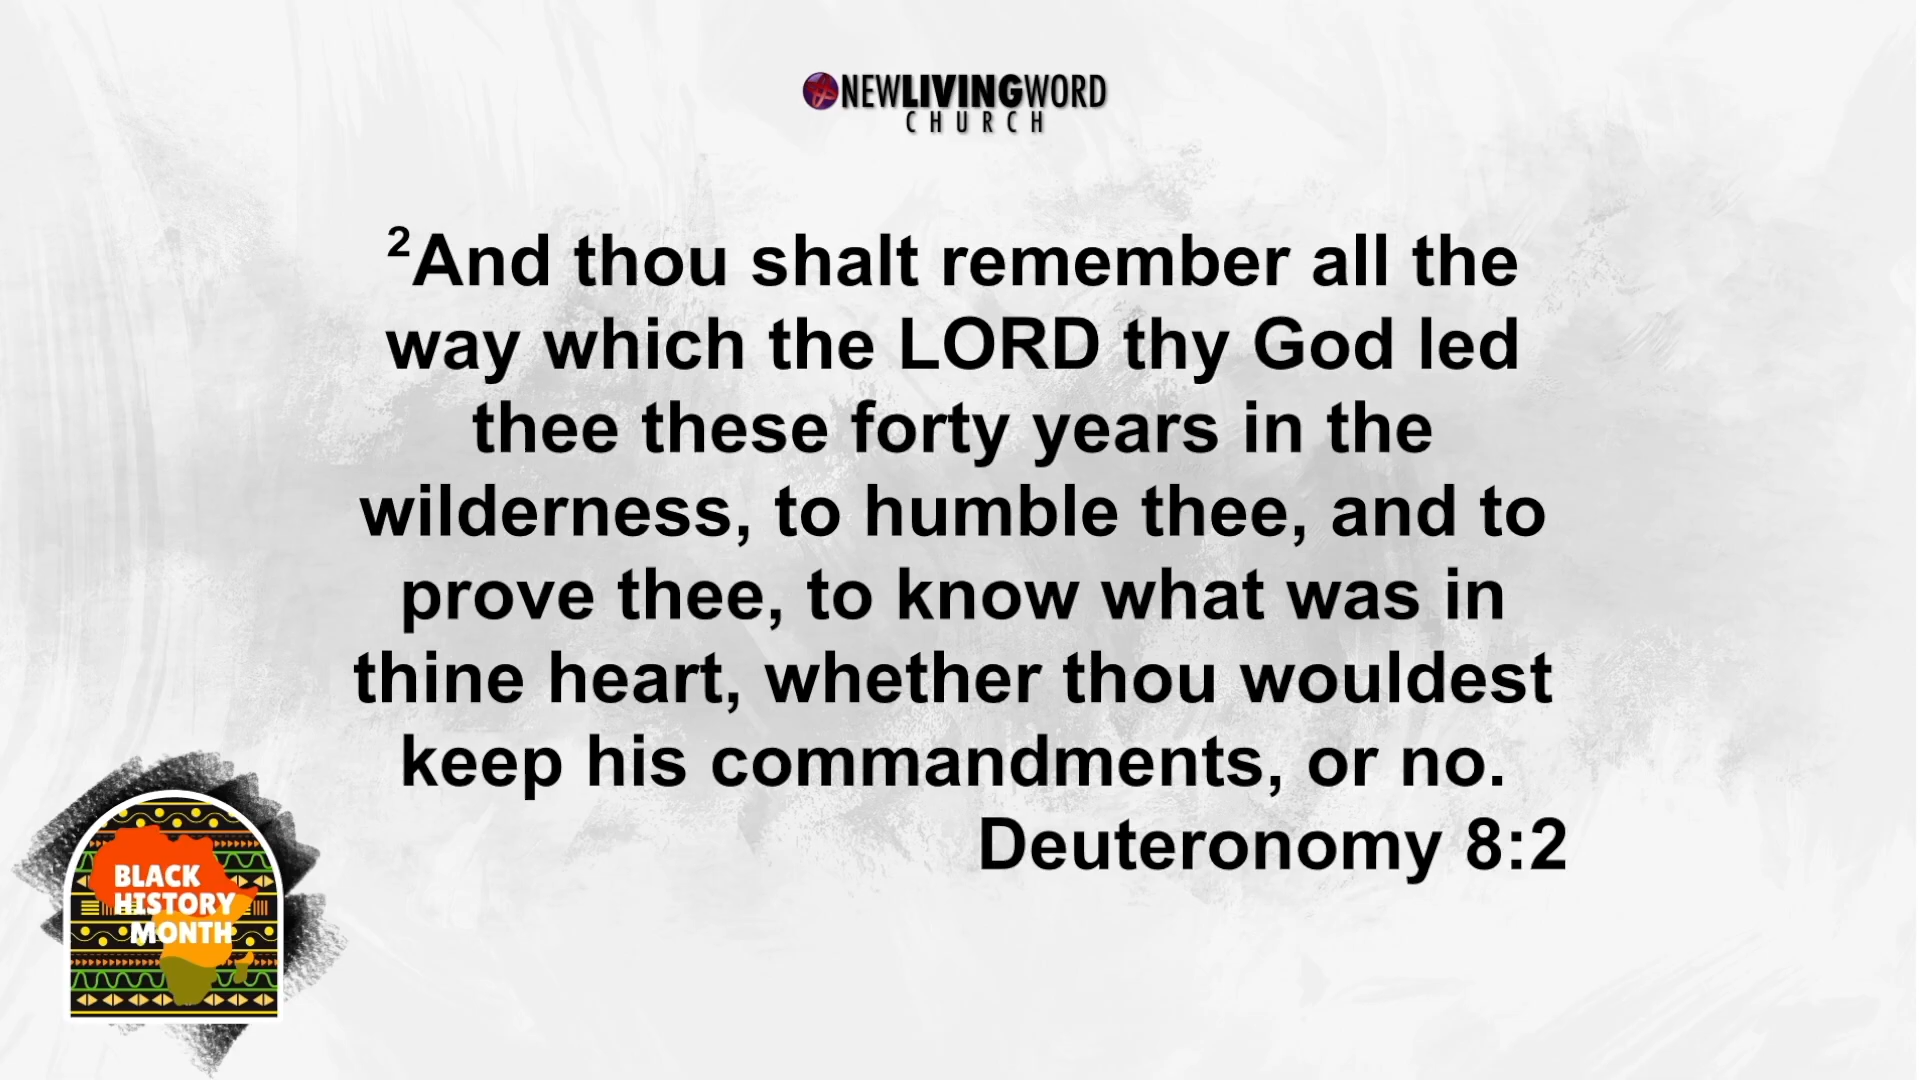 NEWLIVINGWORD
CHURCH
²And thou shalt remember all the
way which the LORD thy God led
thee these forty years in the
wilderness, to humble thee, and to
prove thee, to know what was in
thine heart, whether thou wouldest
keep his commandments, or no.
Deuteronomy 8:2
BLACK
HISTORY
MONTH